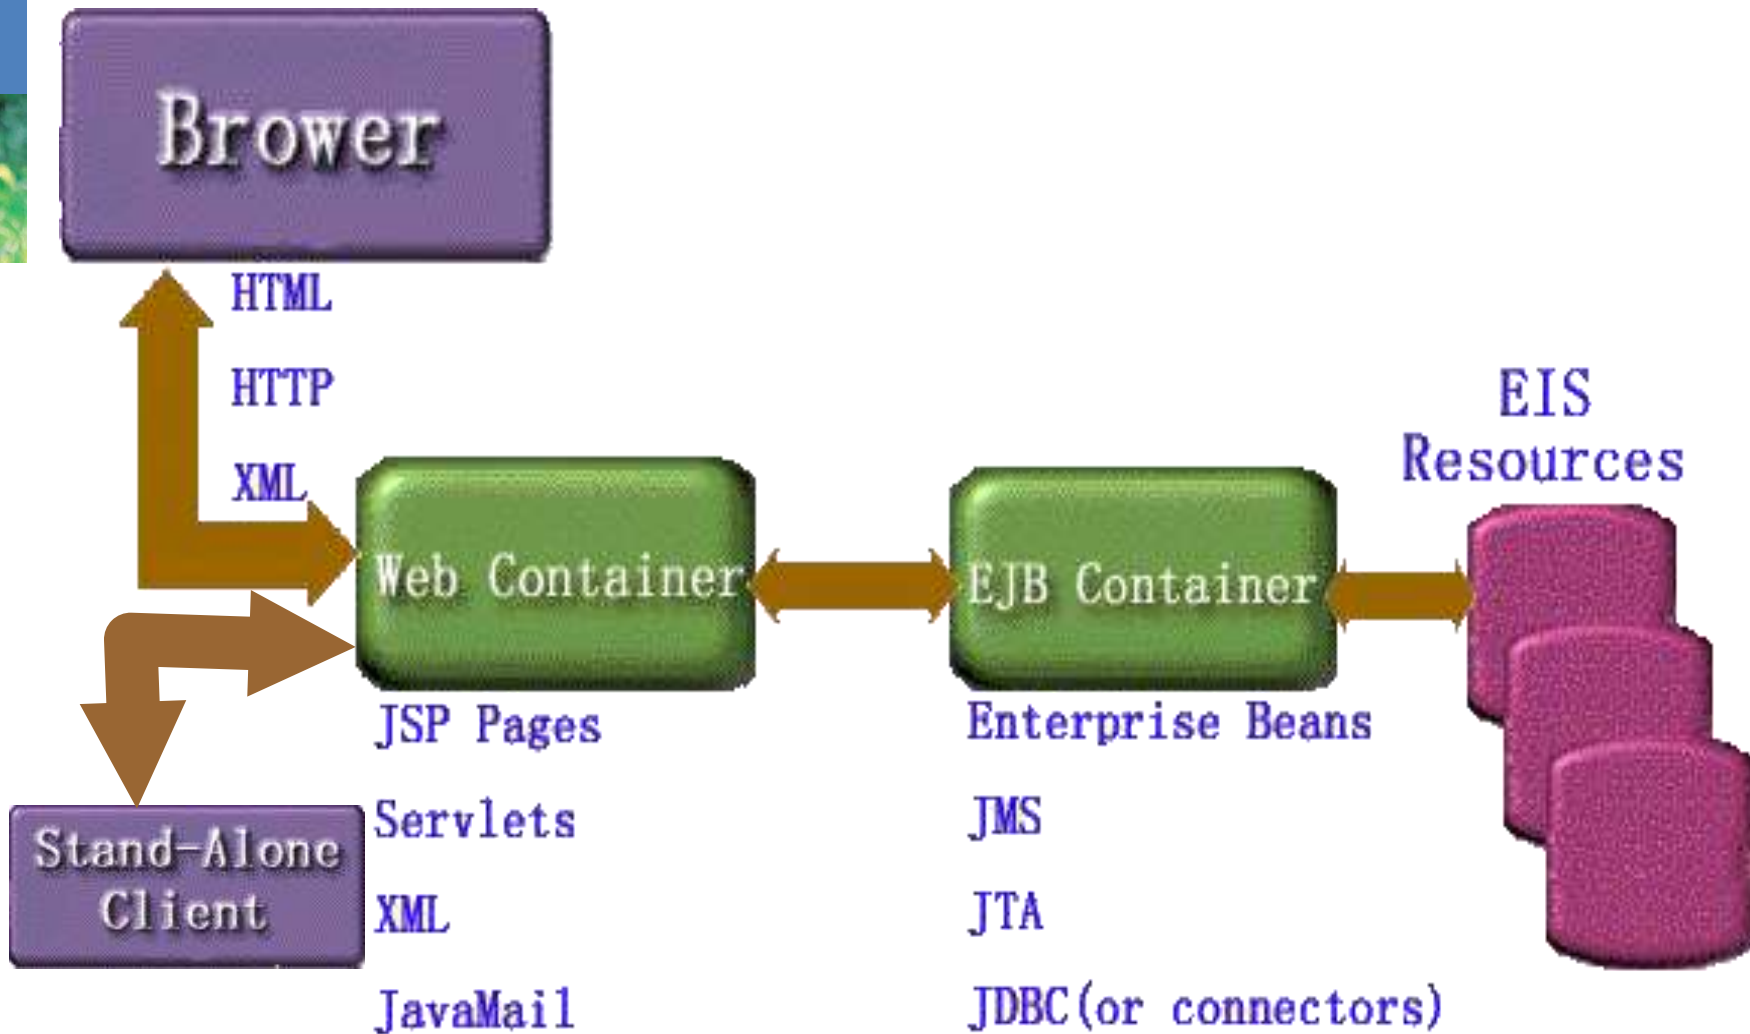 Brower
HTML
HTTP
XML
EIS
Resources
Web Container
EJB Container
JSP Pages
Servlets
XML
JavaMail
Enterprise Beans
JMS
JTA
JDBC(or connectors)
Stand-Alone
Client